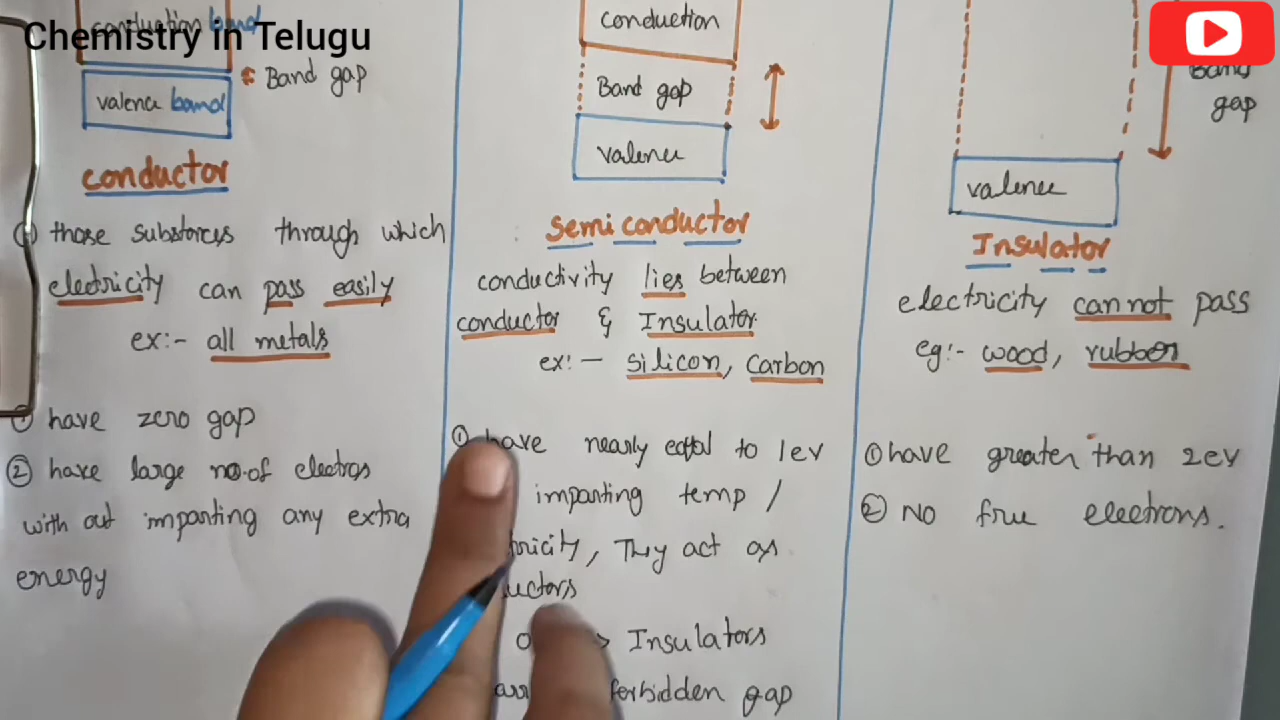 Chemistry in Telugu
conduction band
Band gap
valence band
conductor
① those substances through which
electricity can pass easily
ex:- all metals
① have zero gap
② have large no.of electros
with out imparting any extra
energy
conduction
Band gap
valence
Semi conductor
conductivity lies between
conductor & Insulator
ex:- silicon, carbon
① have nearly eqtal to 1ev
imparting temp /
tricity, They act as
uctors
Insulators
forbidden gap
Band
gap
valence
Insulator
electricity cannot pass
eg:- wood, rubber
① have greater than 2ev
② No free electrons.